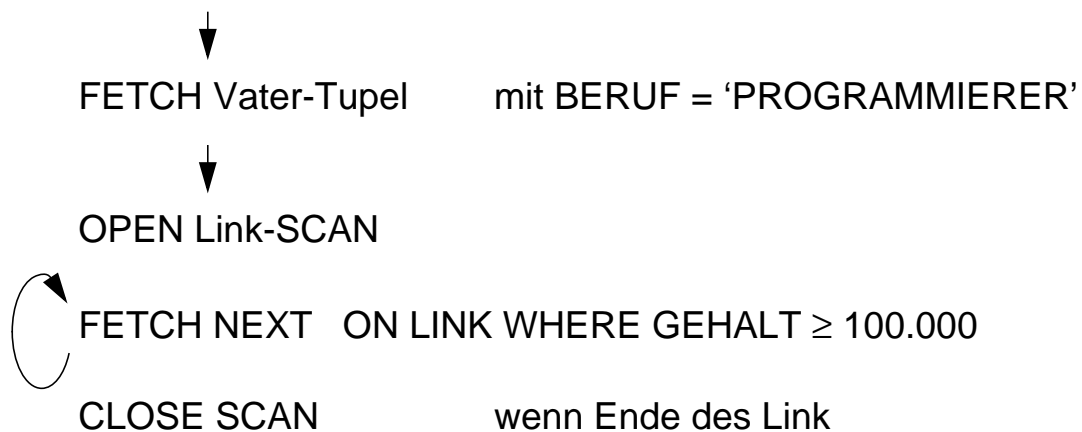 FETCH Vater-Tupel mit BERUF = ‘PROGRAMMIERER’
OPEN Link-SCAN
FETCH NEXT ON LINK WHERE GEHALT ≥ 100.000
CLOSE SCAN wenn Ende des Link